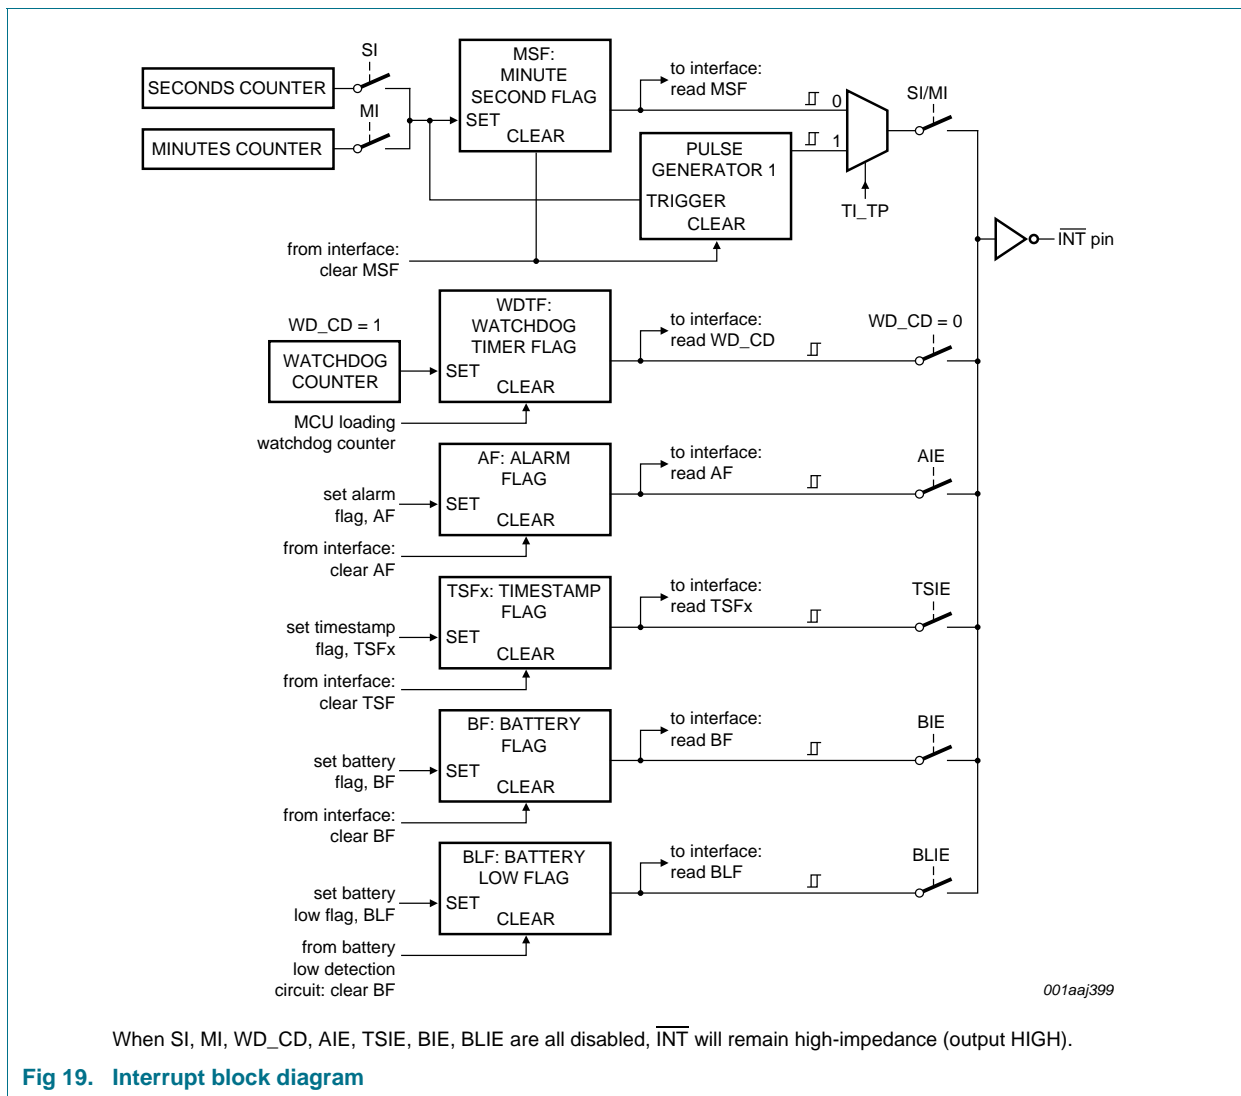 SI
SECONDS COUNTER
MI
MINUTES COUNTER
MSF:
MINUTE
SECOND FLAG
SET
CLEAR
to interface:
read MSF
0
1
SI/MI
PULSE
GENERATOR 1
TRIGGER
CLEAR
TI_TP
from interface:
clear MSF
INT pin
WD_CD = 1
WATCHDOG
COUNTER
WDTF:
WATCHDOG
TIMER FLAG
SET
CLEAR
MCU loading
watchdog counter
to interface:
read WD_CD
WD_CD = 0
AF: ALARM
FLAG
SET
CLEAR
set alarm
flag, AF
from interface:
clear AF
to interface:
read AF
AIE
TSFx: TIMESTAMP
FLAG
SET
CLEAR
set timestamp
flag, TSFx
from interface:
clear TSF
to interface:
read TSFx
TSIE
BF: BATTERY
FLAG
SET
CLEAR
set battery
flag, BF
from interface:
clear BF
to interface:
read BF
BIE
BLF: BATTERY
LOW FLAG
SET
CLEAR
set battery
low flag, BLF
from battery
low detection
circuit: clear BF
to interface:
read BLF
BLIE
001aaj399
When SI, MI, WD_CD, AIE, TSIE, BIE, BLIE are all disabled, INT will remain high-impedance (output HIGH).
Fig 19. Interrupt block diagram